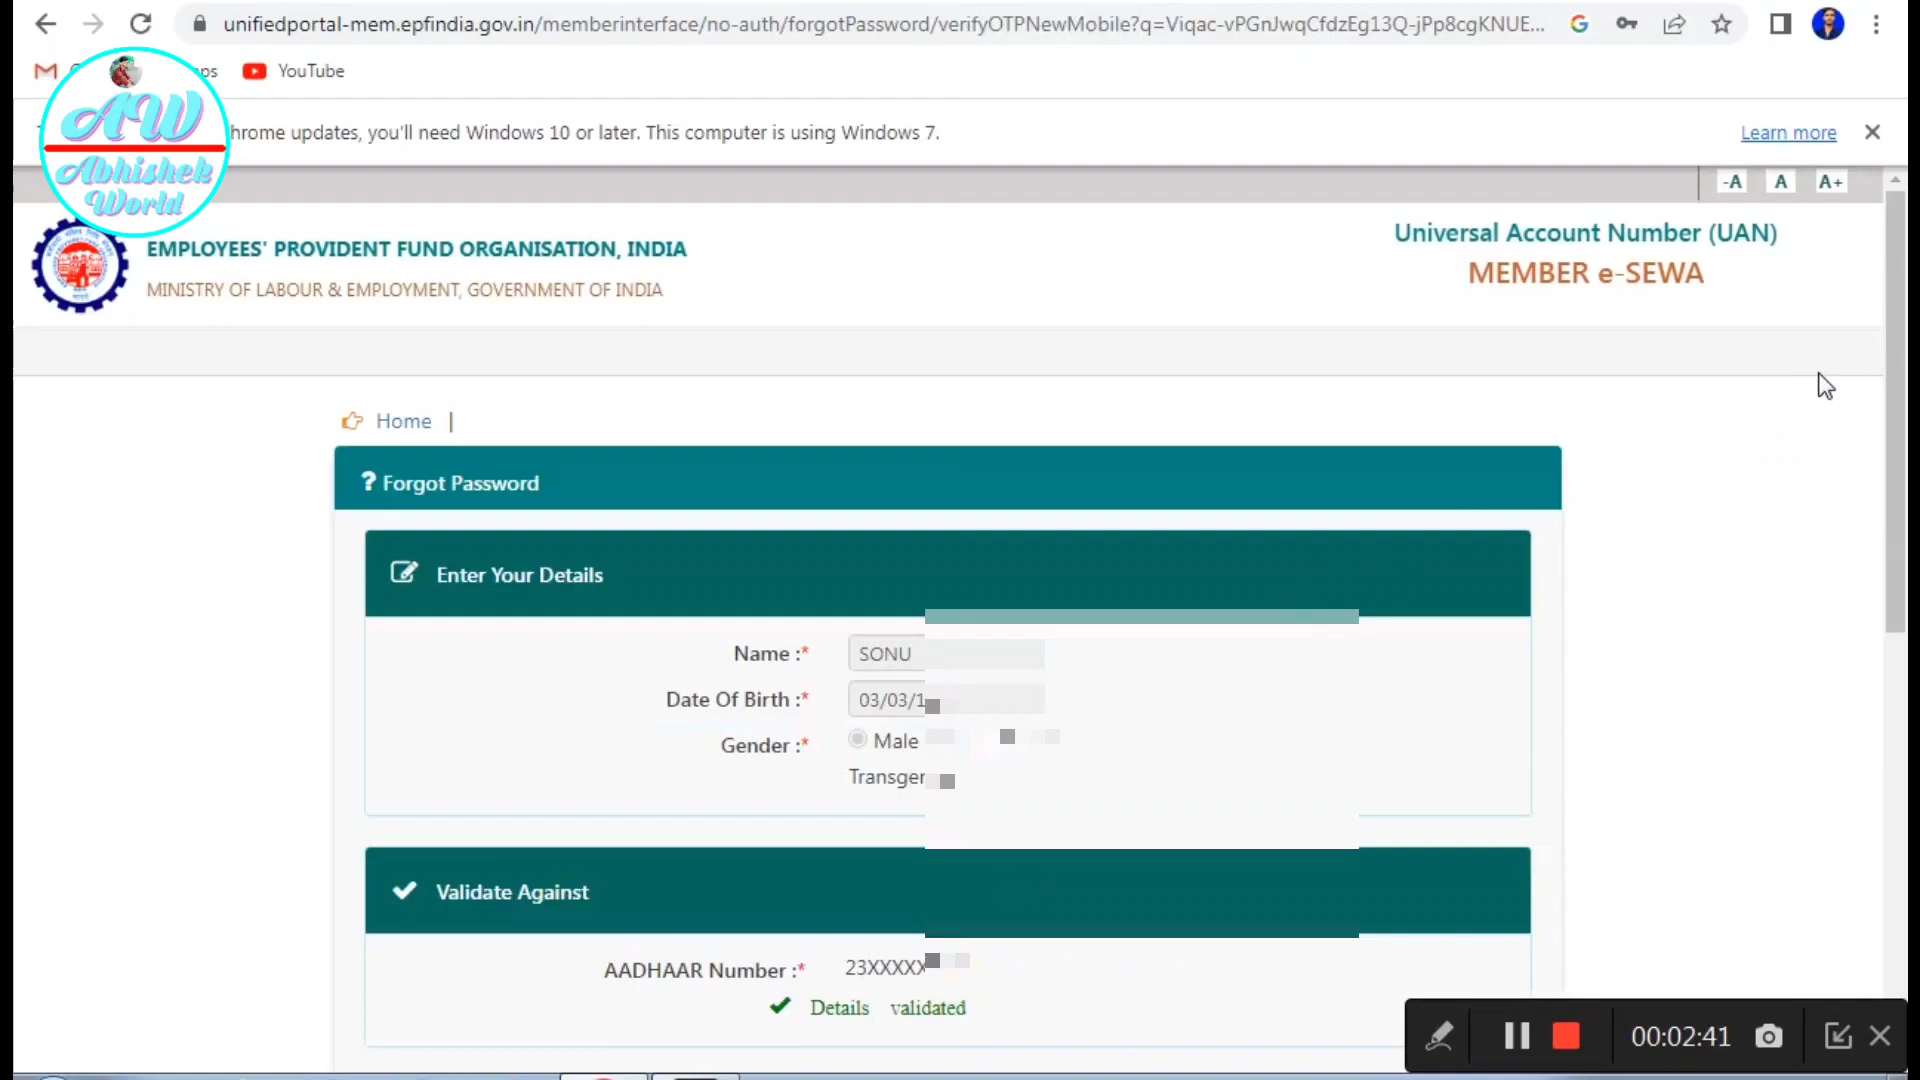 unifiedportal-mem.epfindia.gov.in/memberinterface/no-auth/forgotPassword/verifyOTPNewMobile?q=Viqac-vPGnJwqCfdzEg13Q-jPp8cgKNUE...
YouTube
hrome updates, you'll need Windows 10 or later. This computer is using Windows 7.
Learn more
AW
Abhishek
World
-A A A+
EMPLOYEES' PROVIDENT FUND ORGANISATION, INDIA
MINISTRY OF LABOUR & EMPLOYMENT, GOVERNMENT OF INDIA
Universal Account Number (UAN)
MEMBER e-SEWA
Home |
? Forgot Password
Enter Your Details
Name :* SONU
Date Of Birth :* 03/03/1
Gender :* Male
Transger
Validate Against
AADHAAR Number :* 23XXXXX
Details validated
00:02:41